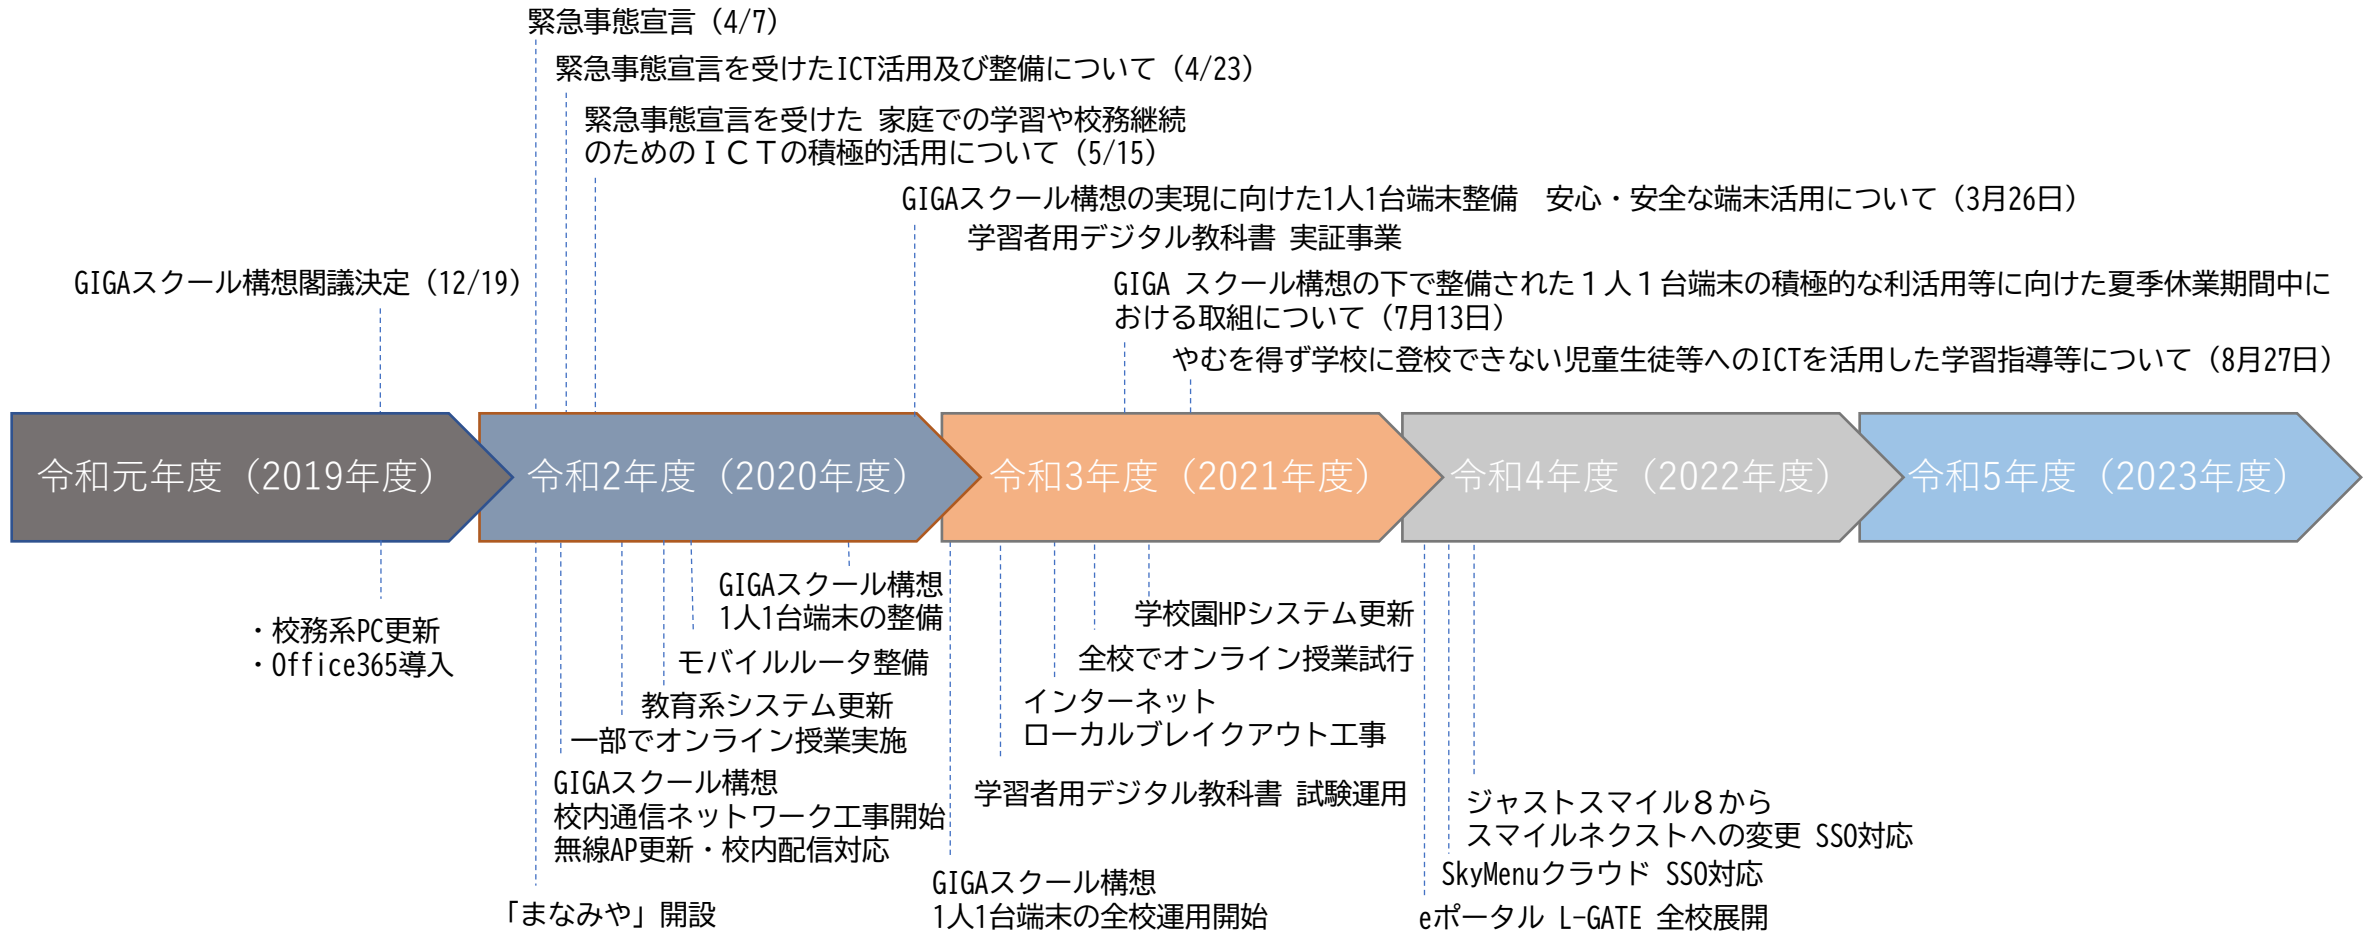 緊急事態宣言（4/7）
緊急事態宣言を受けたICT活用及び整備について（4/23）
緊急事態宣言を受けた 家庭での学習や校務継続
のためのＩＣＴの積極的活用について（5/15）
GIGAスクール構想の実現に向けた1人1台端末整備　安心・安全な端末活用について（3月26日）
学習者用デジタル教科書 実証事業
GIGAスクール構想閣議決定（12/19）
GIGA スクール構想の下で整備された１人１台端末の積極的な利活用等に向けた夏季休業期間中に
おける取組について（7月13日）
やむを得ず学校に登校できない児童生徒等へのICTを活用した学習指導等について（8月27日）
令和元年度（2019年度）
令和2年度（2020年度）
令和3年度（2021年度）
令和4年度（2022年度）
令和5年度（2023年度）
・校務系PC更新
・Office365導入
GIGAスクール構想
1人1台端末の整備
モバイルルータ整備
教育系システム更新
一部でオンライン授業実施
GIGAスクール構想
校内通信ネットワーク工事開始
無線AP更新・校内配信対応
「まなみや」開設
学校園HPシステム更新
全校でオンライン授業試行
インターネット
ローカルブレイクアウト工事
学習者用デジタル教科書 試験運用
GIGAスクール構想
1人1台端末の全校運用開始
ジャストスマイル８から
スマイルネクストへの変更 SSO対応
SkyMenuクラウド SSO対応
eポータル L-GATE 全校展開